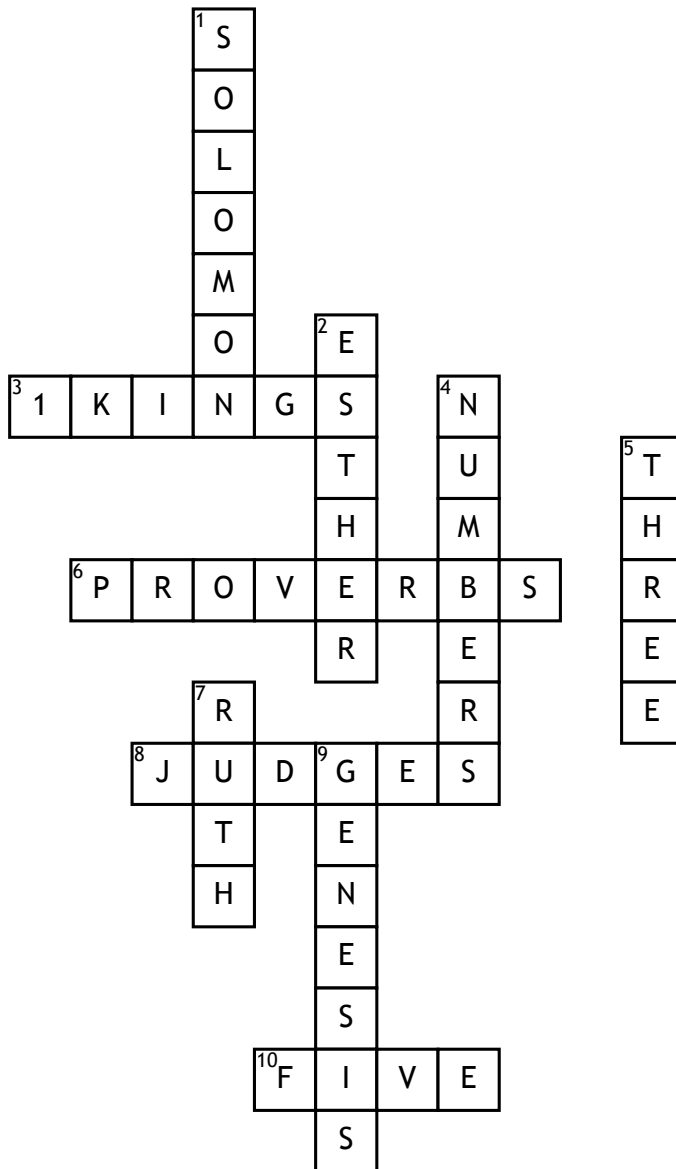 1 S
O
L
O
M
O 2 E
3 1 K I N G S 4 N
T U 5 T
H M H
6 P R O V E R B S R
R E E
7 R R E
8 J U D 9 G E S
T E
H N
E
S
10 F I V E
S